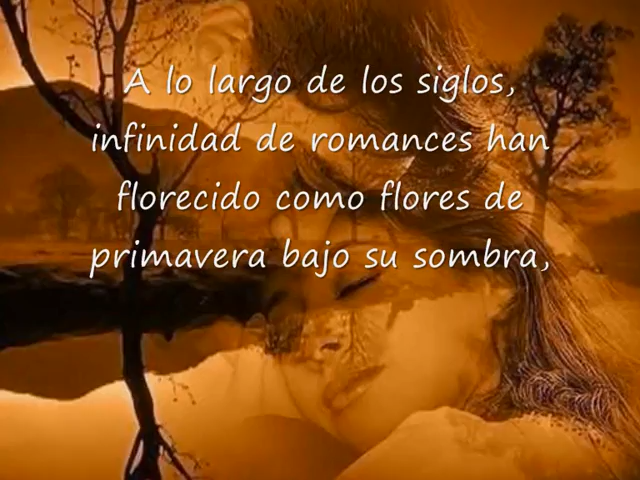 A lo largo de los siglos,
infinidad de romances han
florecido como flores de
primavera bajo su sombra,